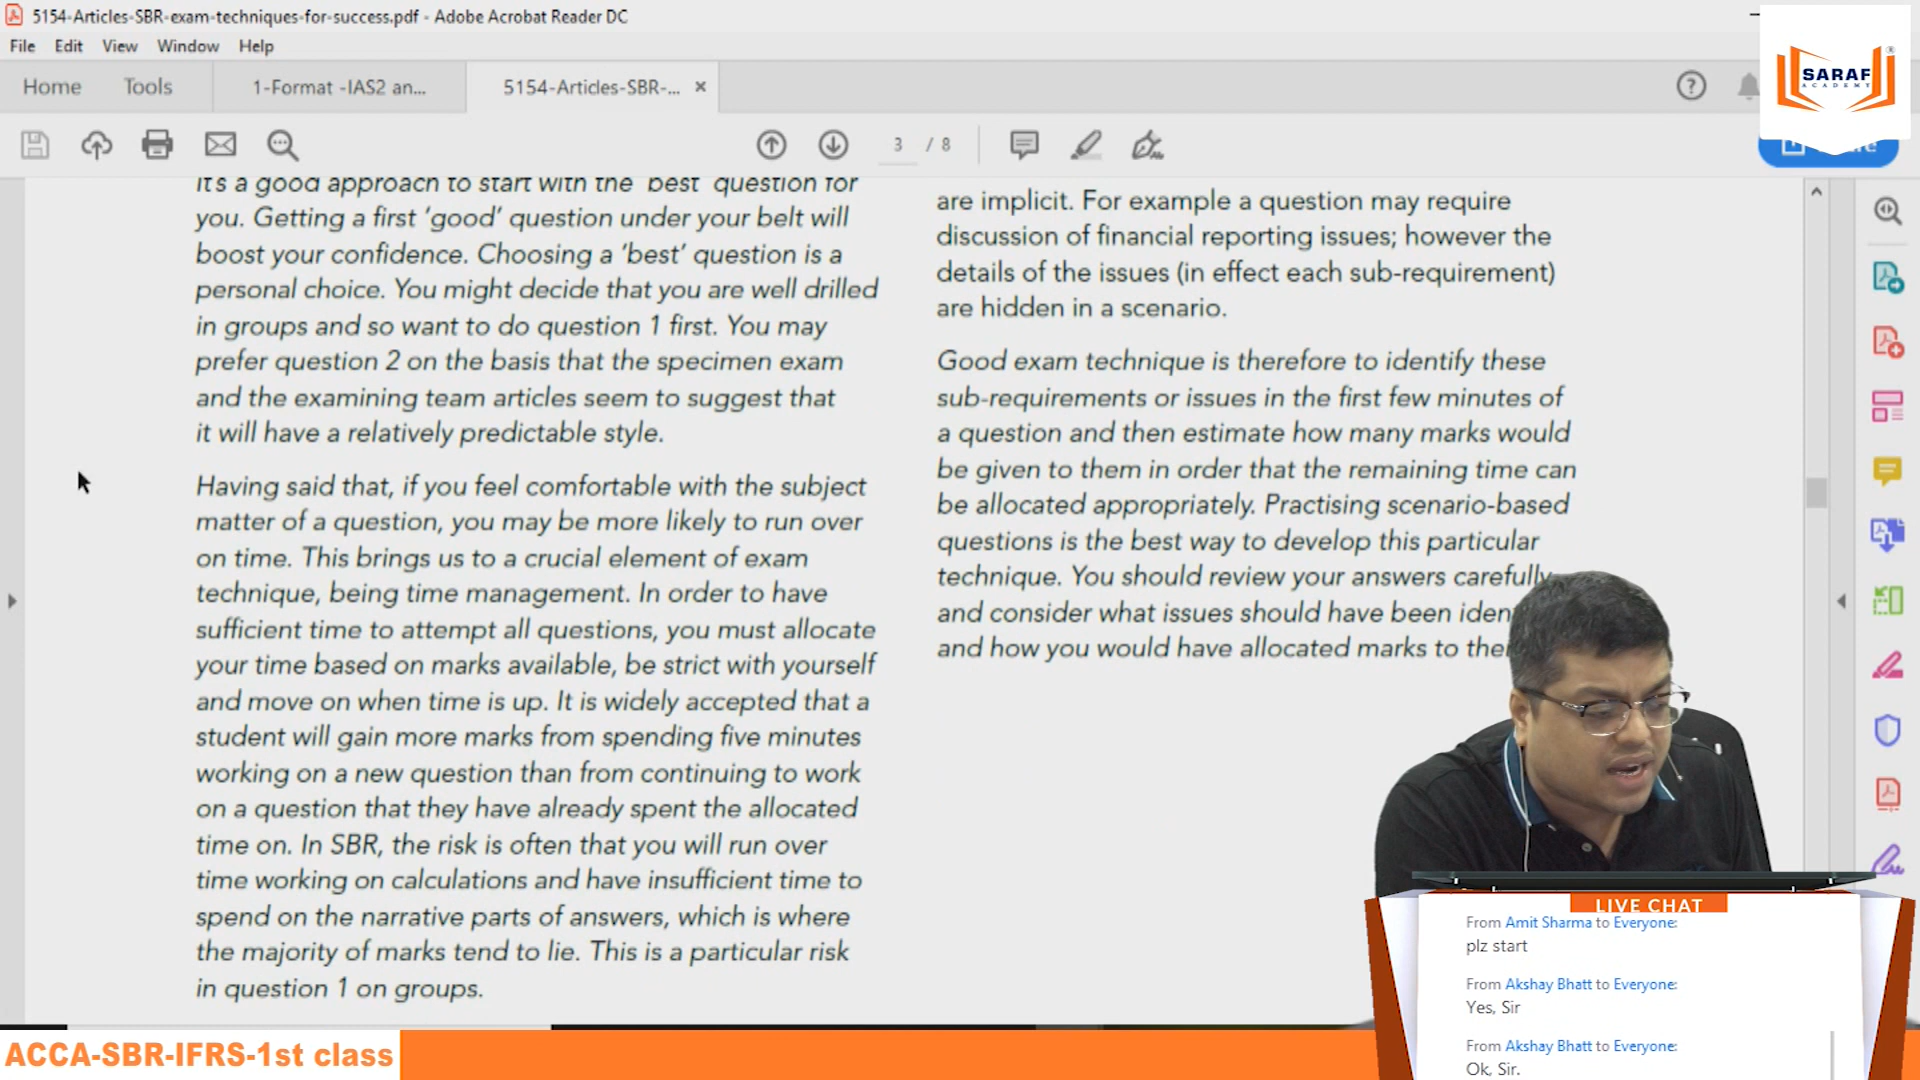 5154-Articles-SBR-exam-techniques-for-success.pdf - Adobe Acrobat Reader DC
File Edit View Window Help
Home Tools 1-Format -IAS2 an... 5154-Articles-SBR-... ×
3 / 8
SARAF
ACADEMY
It's a good approach to start with the 'best' question for
you. Getting a first 'good' question under your belt will
boost your confidence. Choosing a 'best' question is a
personal choice. You might decide that you are well drilled
in groups and so want to do question 1 first. You may
prefer question 2 on the basis that the specimen exam
and the examining team articles seem to suggest that
it will have a relatively predictable style.
Having said that, if you feel comfortable with the subject
matter of a question, you may be more likely to run over
on time. This brings us to a crucial element of exam
technique, being time management. In order to have
sufficient time to attempt all questions, you must allocate
your time based on marks available, be strict with yourself
and move on when time is up. It is widely accepted that a
student will gain more marks from spending five minutes
working on a new question than from continuing to work
on a question that they have already spent the allocated
time on. In SBR, the risk is often that you will run over
time working on calculations and have insufficient time to
spend on the narrative parts of answers, which is where
the majority of marks tend to lie. This is a particular risk
in question 1 on groups.
are implicit. For example a question may require
discussion of financial reporting issues; however the
details of the issues (in effect each sub-requirement)
are hidden in a scenario.
Good exam technique is therefore to identify these
sub-requirements or issues in the first few minutes of
a question and then estimate how many marks would
be given to them in order that the remaining time can
be allocated appropriately. Practising scenario-based
questions is the best way to develop this particular
technique. You should review your answers carefully
and consider what issues should have been iden
and how you would have allocated marks to the
LIVE CHAT
From Amit Sharma to Everyone:
plz start
From Akshay Bhatt to Everyone:
Yes, Sir
From Akshay Bhatt to Everyone:
Ok, Sir.
ACCA-SBR-IFRS-1st class